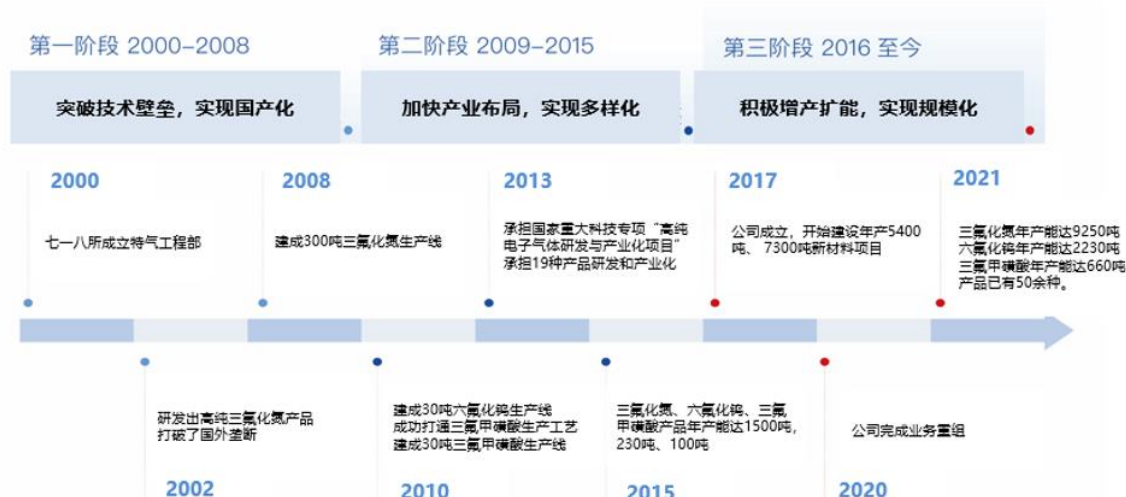 第一阶段 2000-2008
第二阶段 2009-2015
第三阶段 2016 至今
突破技术壁垒，实现国产化
加快产业布局，实现多样化
积极增产扩能，实现规模化
2000
七一八所成立特气工程部
2008
建成300吨三氟化氮生产线
2013
承担国家重大科技专项“高纯
电子气体研发与产业化项目”
承担19种产品研发和产业化
2017
公司成立，开始建设年产5400
吨、 7300吨新材料项目
2021
三氟化氮年产能达9250吨
六氟化钨年产能达2230吨
三氟甲磺酸年产能达660吨
产品已有50余种。
研发出高纯三氟化氮产品
打破了国外垄断
2002
建成30吨六氟化钨生产线
成功打通三氟甲磺酸生产工艺
建成30吨三氟甲磺酸生产线
2010
三氟化氮、六氟化钨、三氟
甲磺酸产品年产能达1500吨，
230吨、100吨
2015
公司完成业务重组
2020